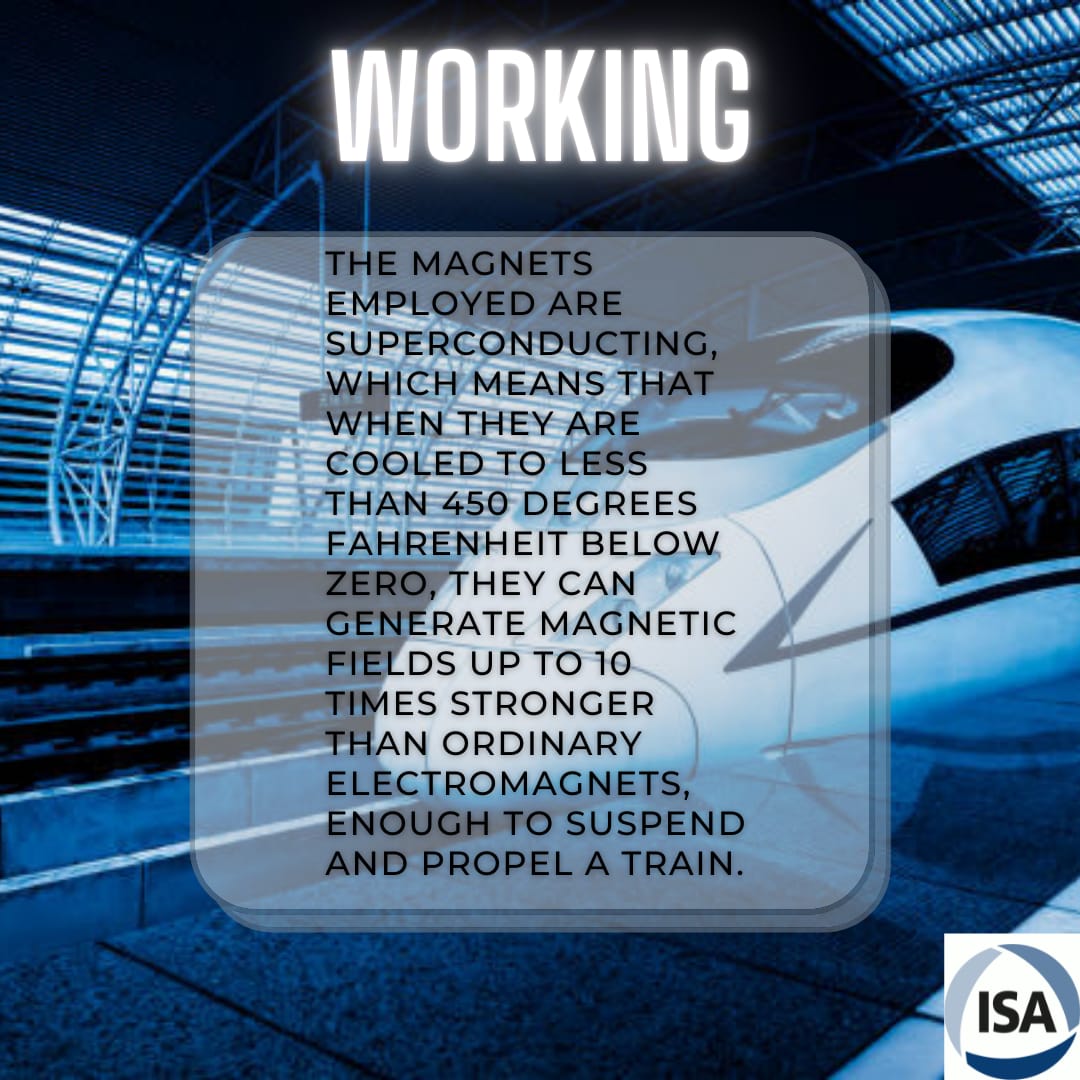 WORKING
THE MAGNETS
EMPLOYED ARE
SUPERCONDUCTING,
WHICH MEANS THAT
WHEN THEY ARE
COOLED TO LESS
THAN 450 DEGREES
FAHRENHEIT BELOW
ZERO, THEY CAN
GENERATE MAGNETIC
FIELDS UP TO 10
TIMES STRONGER
THAN ORDINARY
ELECTROMAGNETS,
ENOUGH TO SUSPEND
AND PROPEL A TRAIN.
ISA